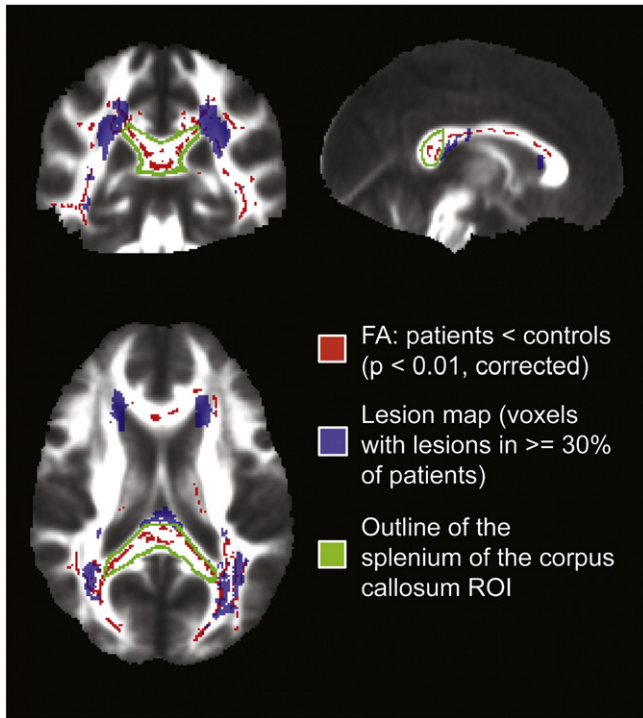 FA: patients < controls
(p < 0.01, corrected)
Lesion map (voxels
with lesions in >= 30%
of patients)
Outline of the
splenium of the corpus
callosum ROI